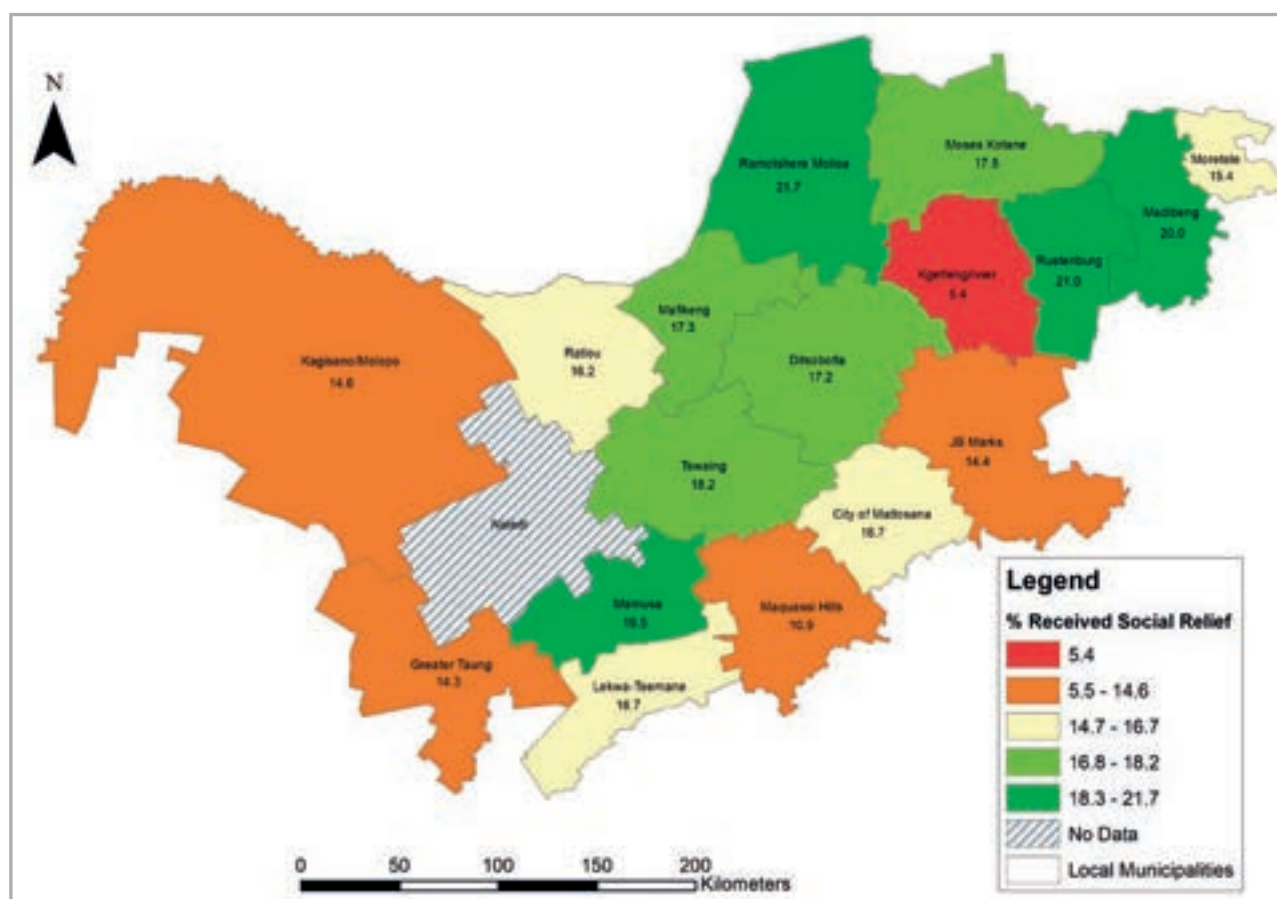 N
Ramotshere Moiloa
21.7
Moses Kotane
17.5
Moretele
15.4
Madibeng
20.0
Rustenburg
21.0
Kgetlengrivier
5.4
Mafikeng
17.3
Ratlou
16.2
Ditsobotla
17.2
Kagisano/Molopo
14.6
JB Marks
14.4
Tswaing
18.2
City of Matlosana
16.7
Naledi
Mamusa
19.5
Maquassi Hills
10.9
Greater Taung
14.3
Lekwa-Teemane
16.7
Legend
% Received Social Relief
5.4
5.5 - 14.6
14.7 - 16.7
16.8 - 18.2
18.3 - 21.7
No Data
Local Municipalities
0 50 100 150 200
Kilometers